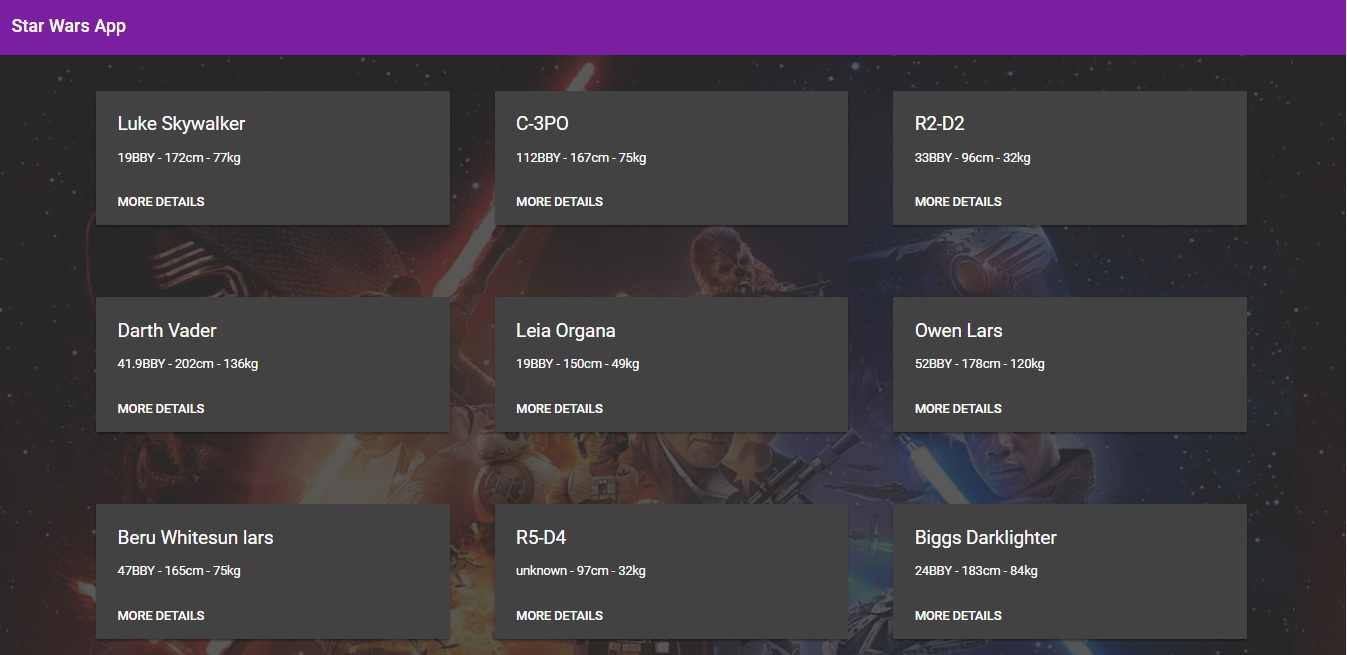 Star Wars App
Luke Skywalker
19BBY - 172cm - 77kg
MORE DETAILS
C-3PO
112BBY - 167cm - 75kg
MORE DETAILS
R2-D2
33BBY - 96cm - 32kg
MORE DETAILS
Darth Vader
41.9BBY - 202cm - 136kg
MORE DETAILS
Leia Organa
19BBY - 150cm - 49kg
MORE DETAILS
Owen Lars
52BBY - 178cm - 120kg
MORE DETAILS
Beru Whitesun lars
47BBY - 165cm - 75kg
MORE DETAILS
R5-D4
unknown - 97cm - 32kg
MORE DETAILS
Biggs Darklighter
24BBY - 183cm - 84kg
MORE DETAILS